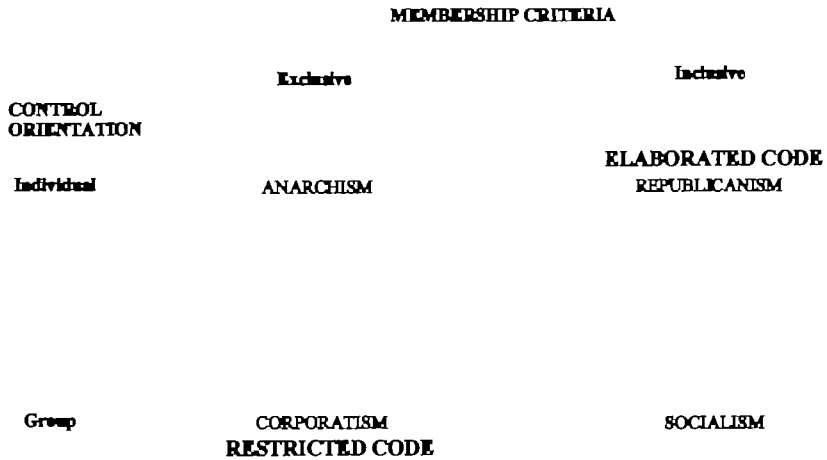 MEMBERSHIP CRITERIA
Exclusive Inclusive
CONTROL
ORIENTATION
ELABORATED CODE
Individual ANARCHISM REPUBLICANISM
Group CORPORATISM SOCIALISM
RESTRICTED CODE